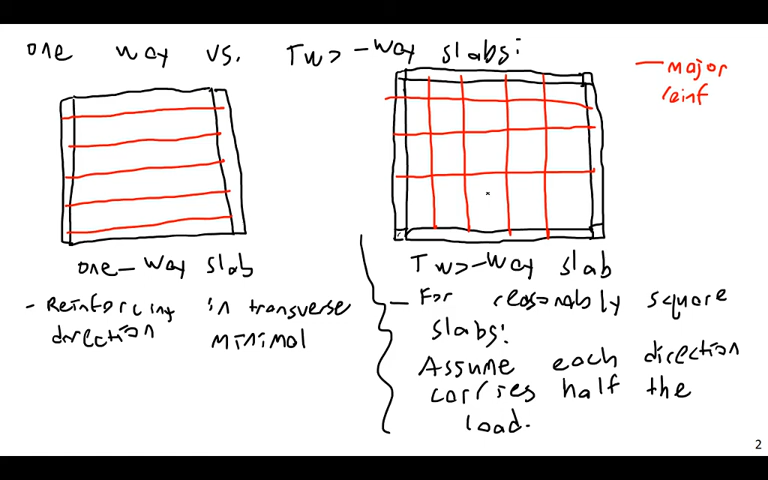 one way vs. Two-way slabs:
major
reinf
one-way slab
- Reinforcing in transverse
direction minimal
Two-way slab
- For reasonably square
slabs:
Assume each direction
carries half the
load.
2